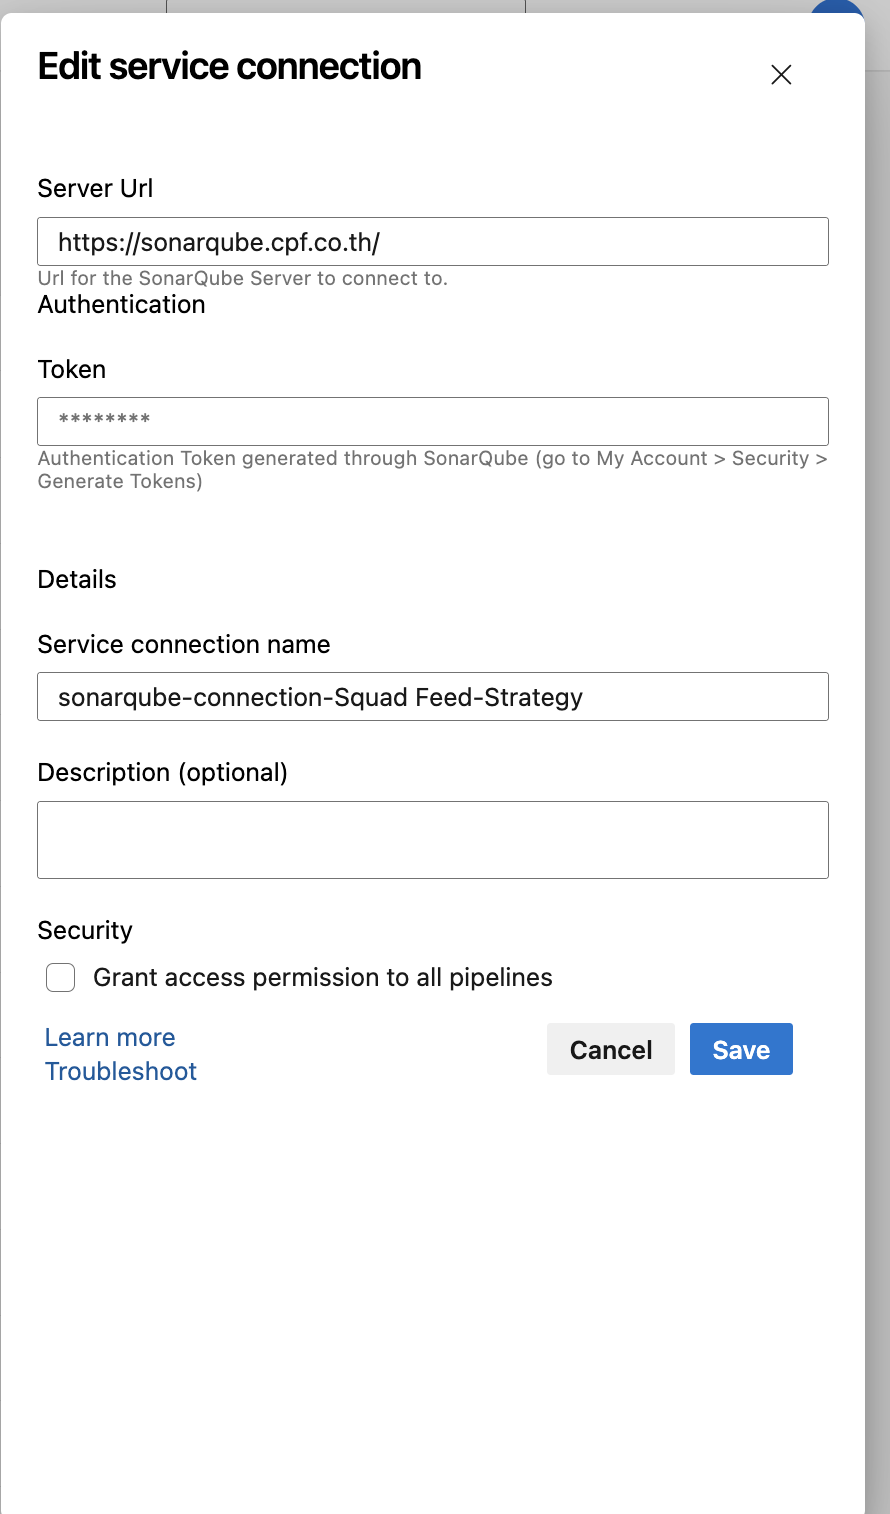 Edit service connection
Server Url
https://sonarqube.cpf.co.th/
Url for the SonarQube Server to connect to.
Authentication
Token
********
Authentication Token generated through SonarQube (go to My Account > Security >
Generate Tokens)
Details
Service connection name
sonarqube-connection-Squad Feed-Strategy
Description (optional)
Security
Grant access permission to all pipelines
Learn more
Troubleshoot
Cancel
Save